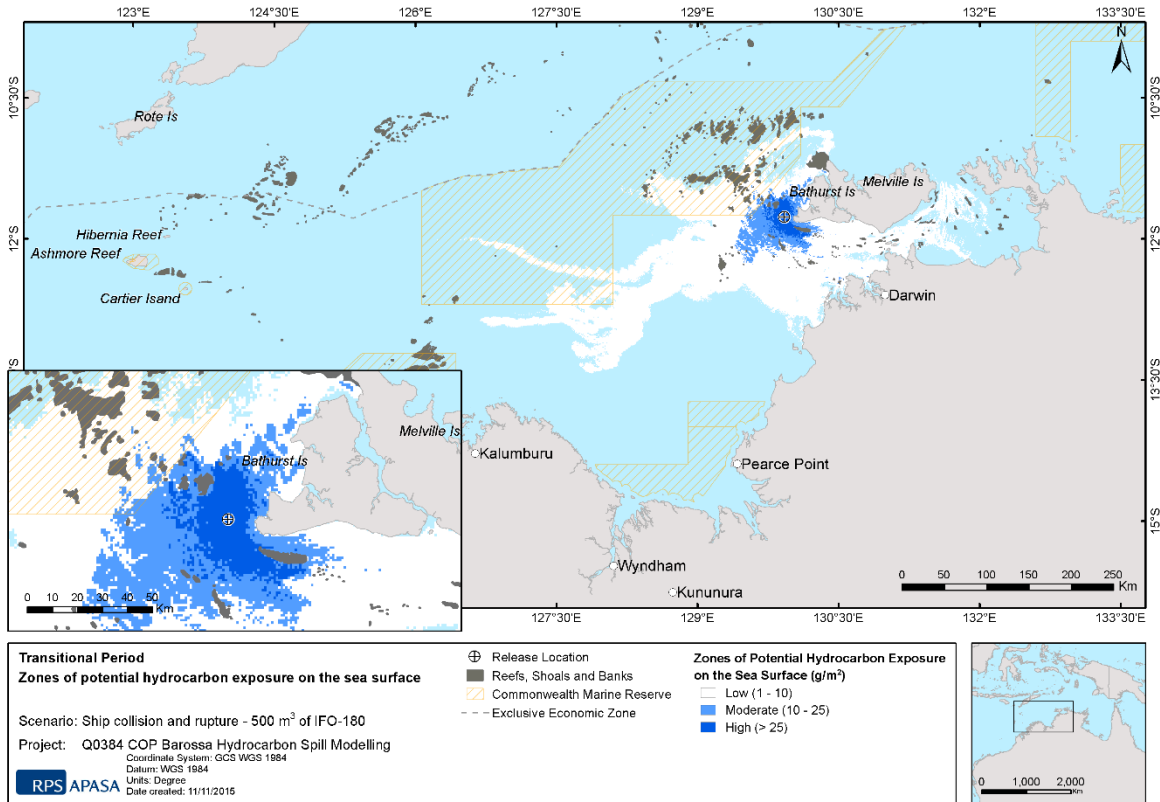 123°E 124°30'E 126°E 127°30'E 129°E 130°30'E 132°E 133°30'E
N
10°30'S 10°30'S
Rote Is
Melville Is
Bathurst Is
Hibernia Reef
12°S 12°S
Ashmore Reef
Cartier Isand
Darwin
13°30'S
Melville Is
Kalumburu
Bathurst Is
Pearce Point
15°S
Wyndham
0 50 100 150 200 250
Km
Kununura
0 10 20 30 40 50
Km
127°30'E 129°E 130°30'E 132°E 133°30'E
Transitional Period
Zones of potential hydrocarbon exposure on the sea surface
Scenario: Ship collision and rupture - 500 m³ of IFO-180
Project: Q0384 COP Barossa Hydrocarbon Spill Modelling
Coordinate System: GCS WGS 1984
Datum: WGS 1984
Units: Degree
Date created: 11/11/2015
RPS APASA
Release Location
Reefs, Shoals and Banks
Commonwealth Marine Reserve
Exclusive Economic Zone
Zones of Potential Hydrocarbon Exposure
on the Sea Surface (g/m²)
Low (1 - 10)
Moderate (10 - 25)
High (> 25)
0 1,000 2,000
Km